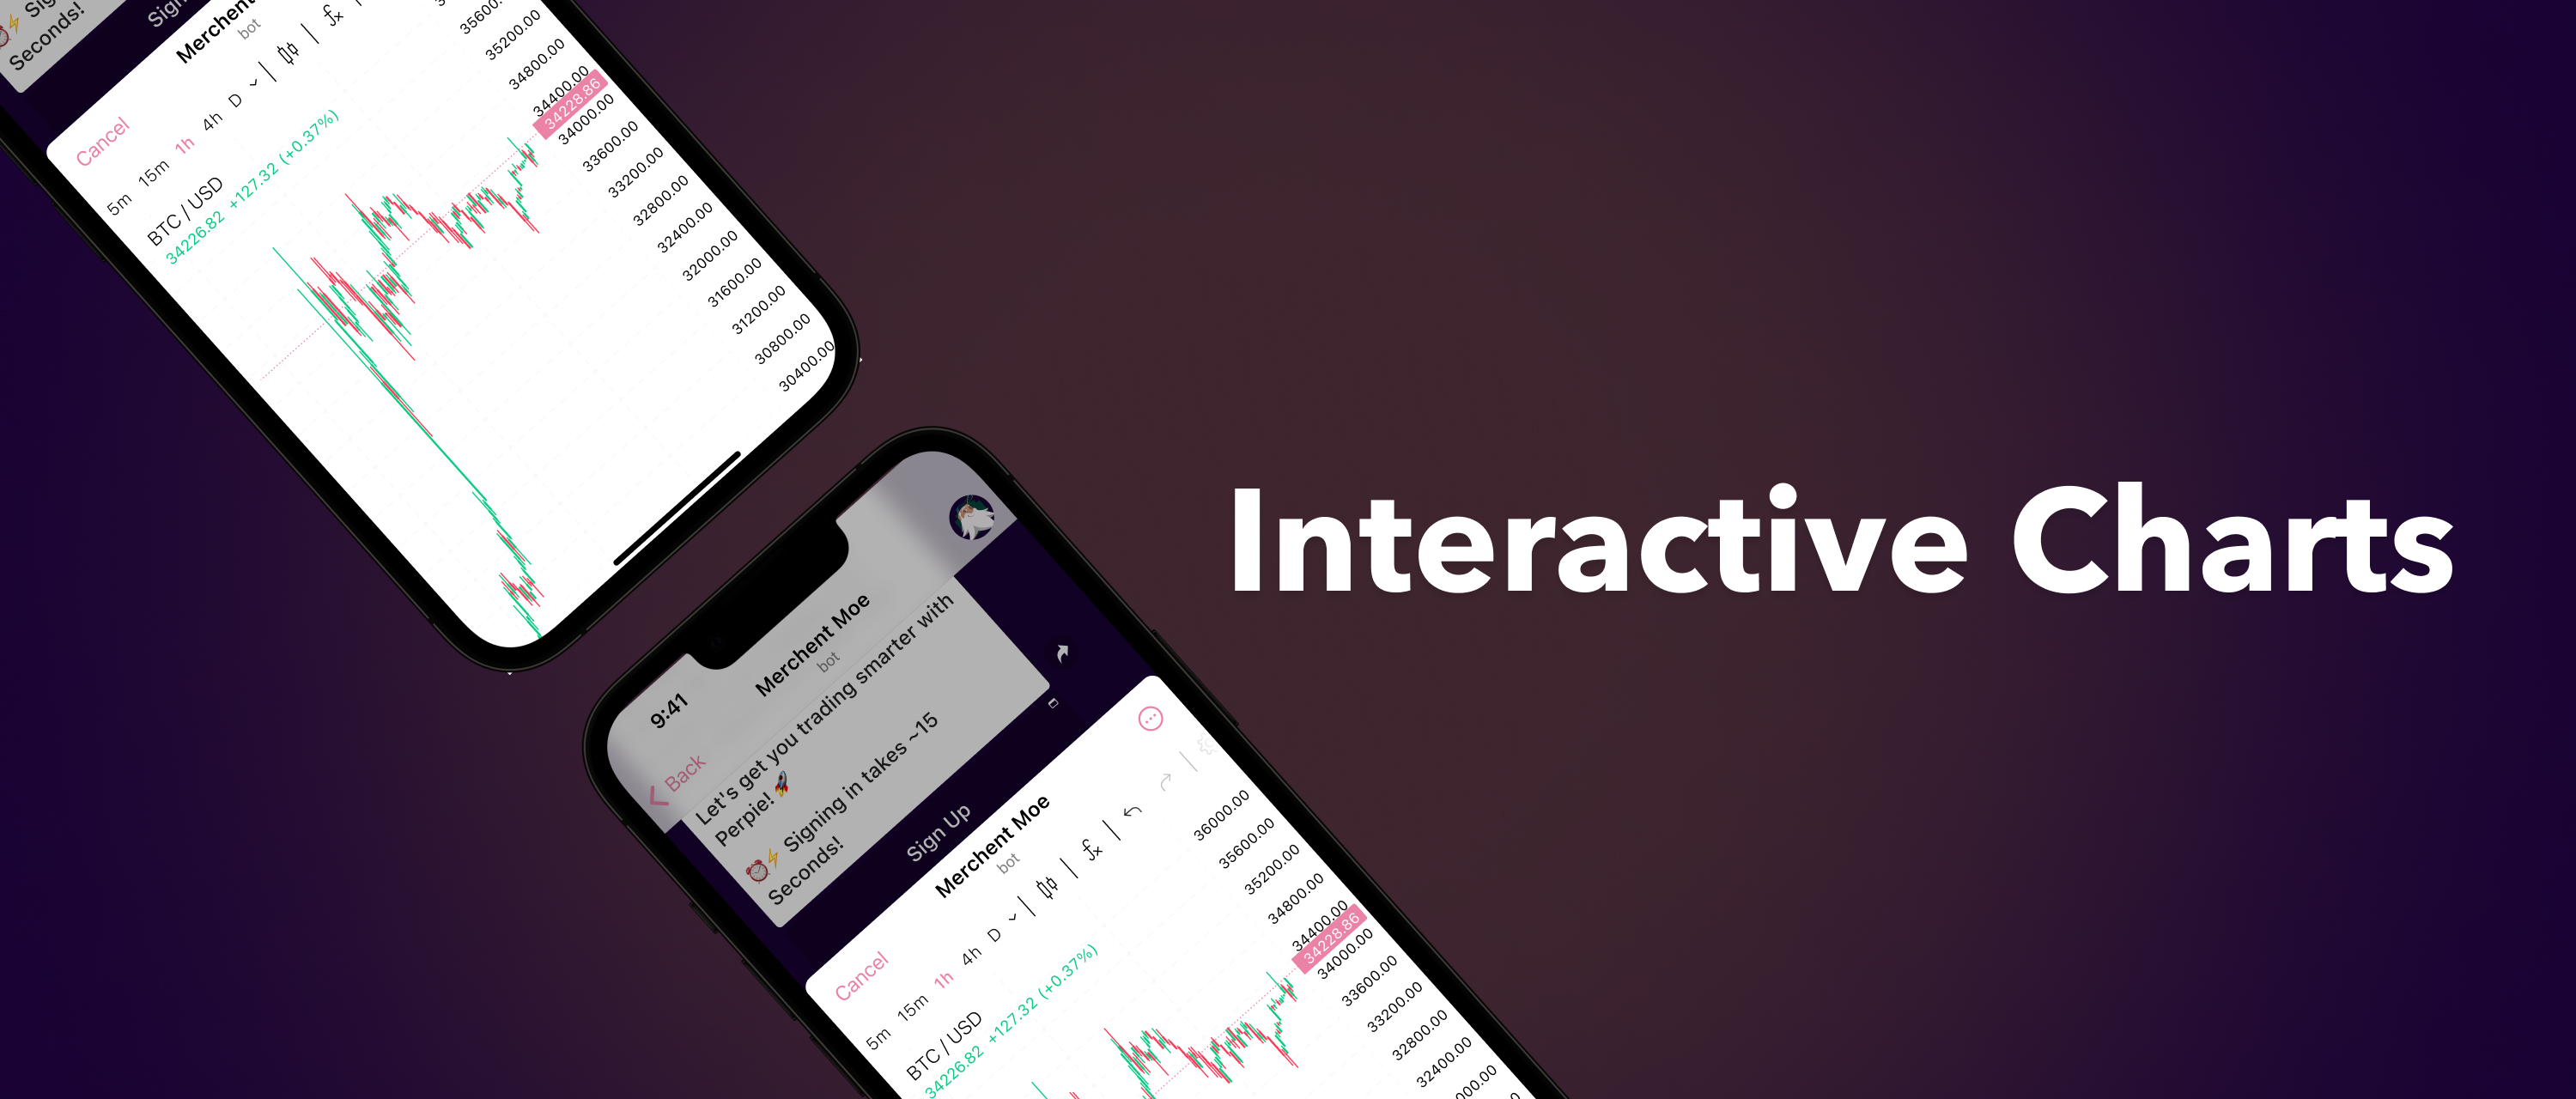 Sig
Seconds!
Sign
Merchent
bot
Cancel
5m 15m 1h 4h D
BTC / USD
34226.82 +127.32 (+0.37%)
35600.
35200.00
34800.00
34400.00
34228.86
34000.00
33600.00
33200.00
32800.00
32400.00
32000.00
31600.00
31200.00
30800.00
30400.00
Interactive Charts
9:41
Merchent Moe
bot
Back
Let's get you trading smarter with
Perpie! 🚀
⏰⚡ Signing in takes ~15
Seconds!
Sign Up
Merchent Moe
bot
Cancel
5m 15m 1h 4h D
fx
BTC / USD
34226.82 +127.32 (+0.37%)
36000.00
35600.00
35200.00
34800.00
34400.00
34228.86
34000.00
33600.00
33200.00
32800.00
32400.00
000.00